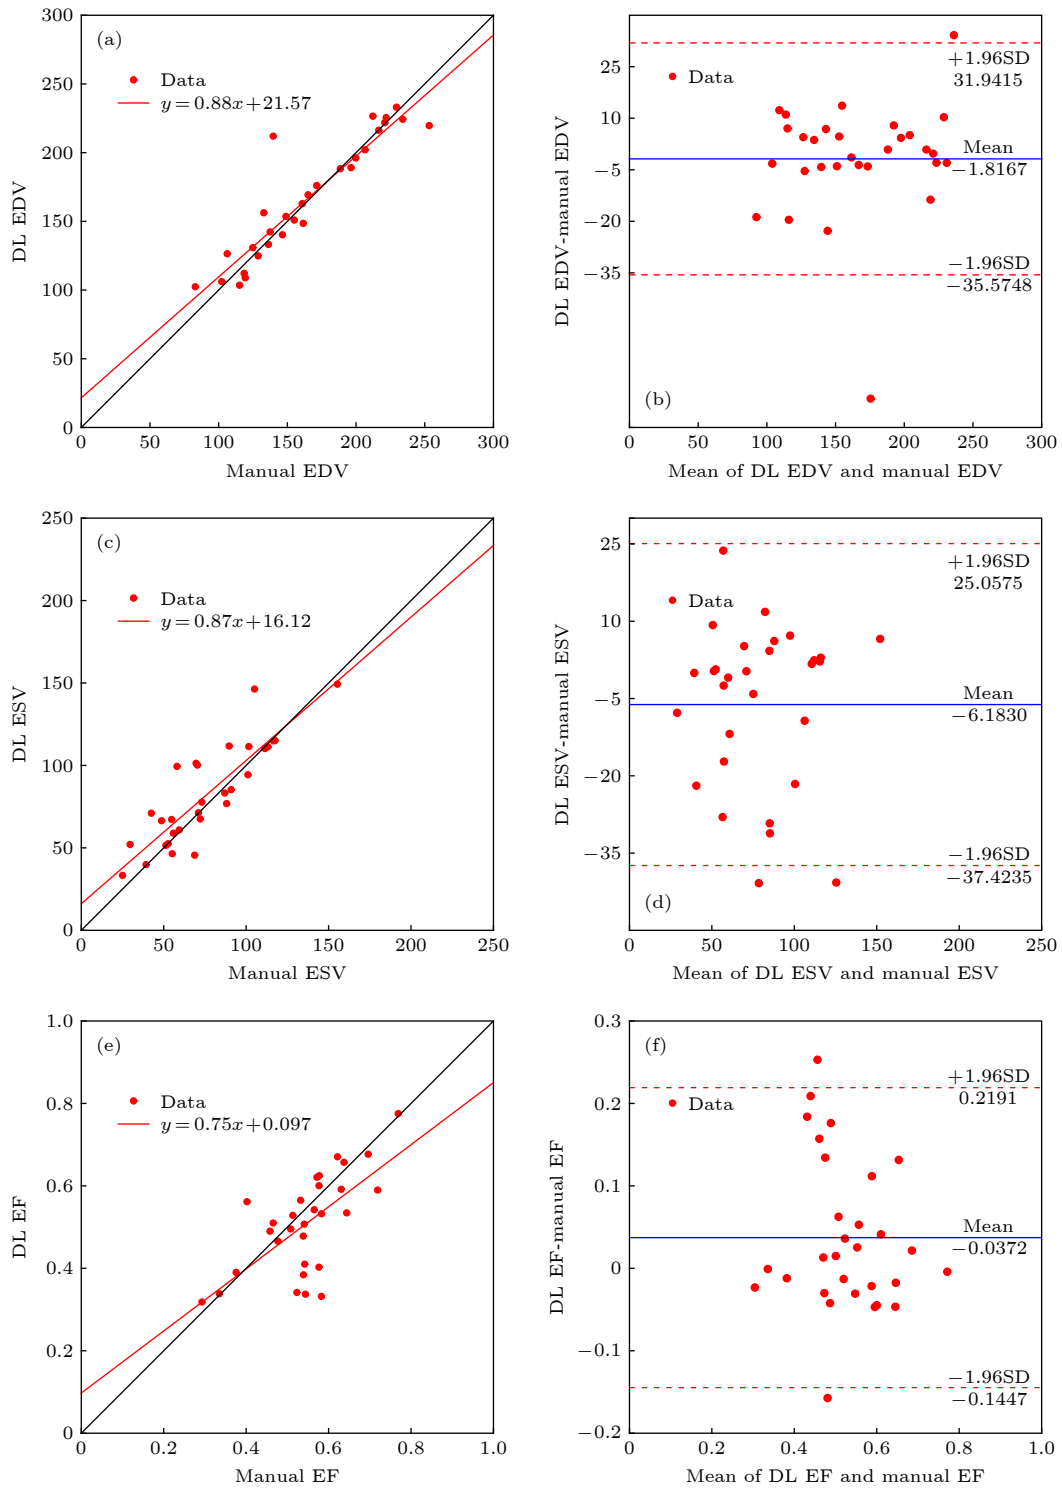 300
250
200
150
100
50
0
0
50
100
150
200
250
300
DL EDV
Manual EDV
(a)
Data
y=0.88x+21.57
25
10
−5
−20
−35
0
50
100
150
200
250
300
DL EDV-manual EDV
Mean of DL EDV and manual EDV
(b)
Data
+1.96SD
31.9415
Mean
−1.8167
−1.96SD
−35.5748
250
200
150
100
50
0
0
50
100
150
200
250
DL ESV
Manual ESV
(c)
Data
y=0.87x+16.12
25
10
−5
−20
−35
0
50
100
150
200
250
DL ESV-manual ESV
Mean of DL ESV and manual ESV
(d)
Data
+1.96SD
25.0575
Mean
−6.1830
−1.96SD
−37.4235
1.0
0.8
0.6
0.4
0.2
0
0
0.2
0.4
0.6
0.8
1.0
DL EF
Manual EF
(e)
Data
y=0.75x+0.097
0.3
0.2
0.1
0
−0.1
−0.2
0
0.2
0.4
0.6
0.8
1.0
DL EF-manual EF
Mean of DL EF and manual EF
(f)
Data
+1.96SD
0.2191
Mean
−0.0372
−1.96SD
−0.1447